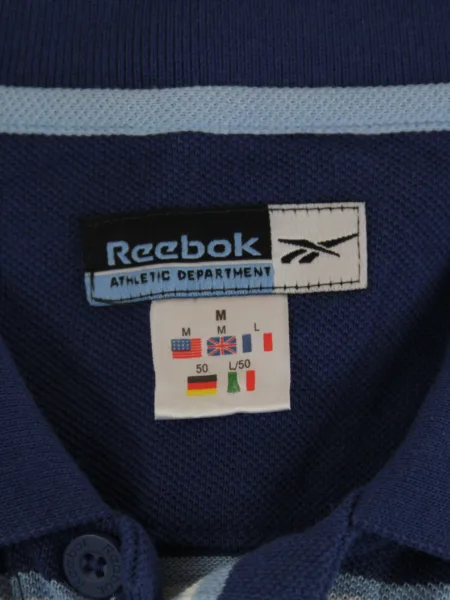 Reebok
ATHLETIC DEPARTMENT
M
M M L
50 L/50